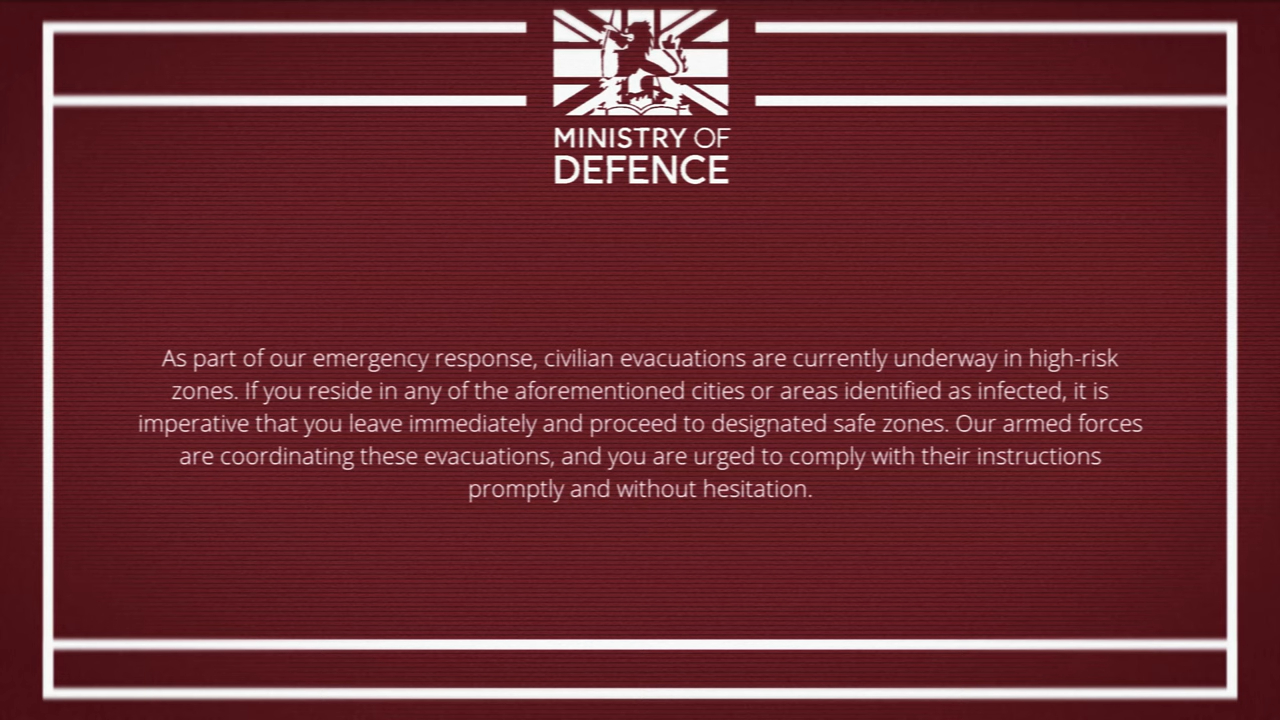 MINISTRY OF
DEFENCE
As part of our emergency response, civilian evacuations are currently underway in high-risk
zones. If you reside in any of the aforementioned cities or areas identified as infected, it is
imperative that you leave immediately and proceed to designated safe zones. Our armed forces
are coordinating these evacuations, and you are urged to comply with their instructions
promptly and without hesitation.